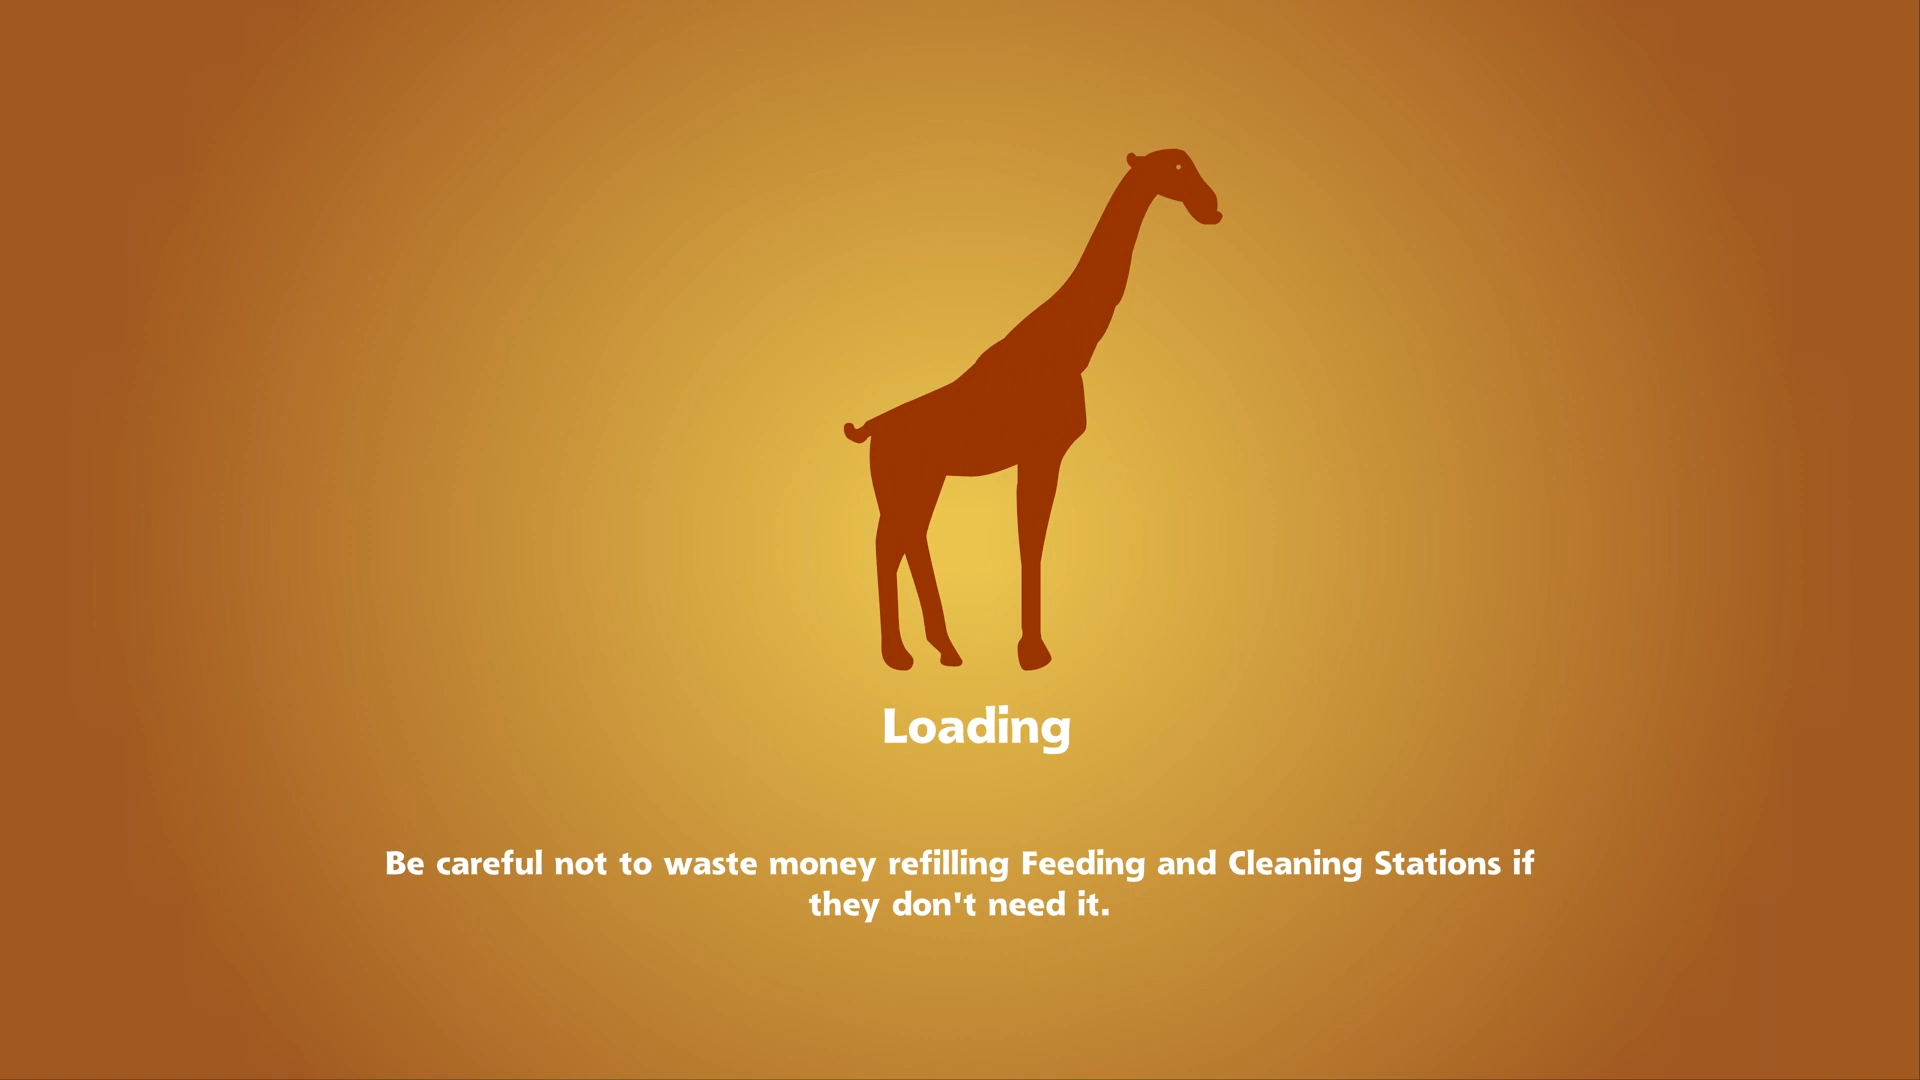 Loading
Be careful not to waste money refilling Feeding and Cleaning Stations if
they don't need it.